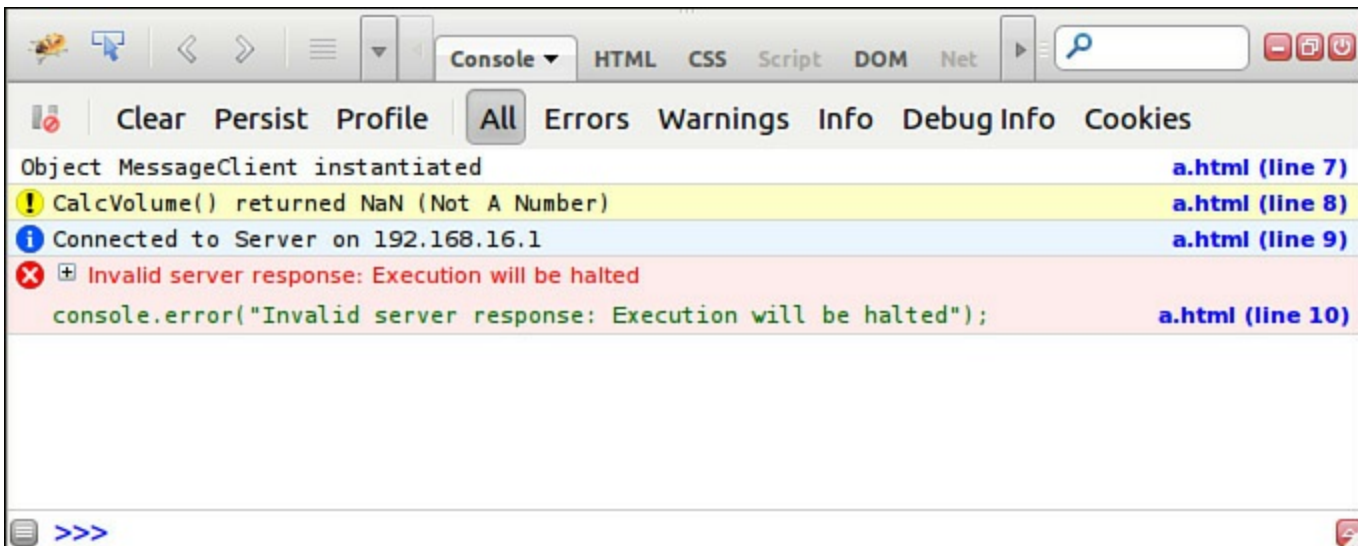 Console HTML CSS Script DOM Net
Clear Persist Profile All Errors Warnings Info Debug Info Cookies
Object MessageClient instantiated a.html (line 7)
CalcVolume() returned NaN (Not A Number) a.html (line 8)
Connected to Server on 192.168.16.1 a.html (line 9)
Invalid server response: Execution will be halted
console.error("Invalid server response: Execution will be halted"); a.html (line 10)
>>>